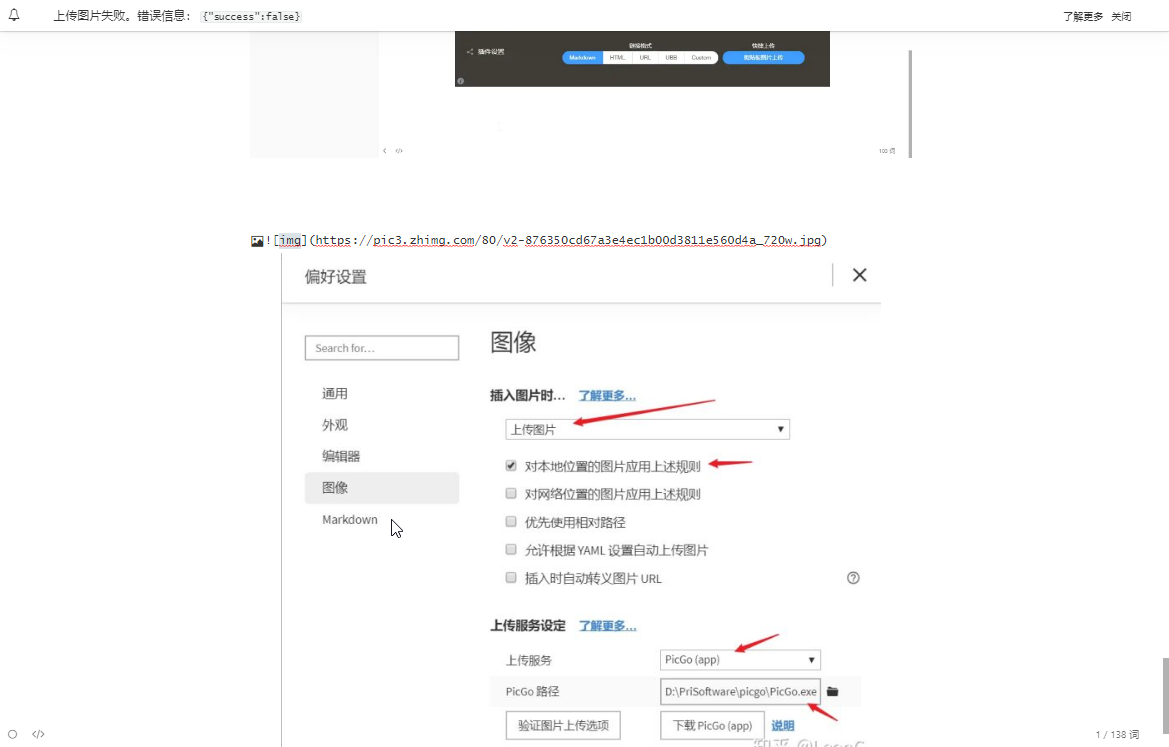 上传图片失败。错误信息： {"success":false}
了解更多 关闭
插件设置
链接格式
快捷上传
Markdown HTML URL UBB Custom
剪贴板图片上传
103 词
![img](https://pic3.zhimg.com/80/v2-876350cd67a3e4ec1b00d3811e560d4a_720w.jpg)
偏好设置
Search for...
通用
外观
编辑器
图像
Markdown
图像
插入图片时... 了解更多...
上传图片
对本地位置的图片应用上述规则
对网络位置的图片应用上述规则
优先使用相对路径
允许根据 YAML 设置自动上传图片
插入时自动转义图片 URL
上传服务设定 了解更多...
上传服务 PicGo (app)
PicGo 路径 D:\PriSoftware\picgo\PicGo.exe
验证图片上传选项 下载 PicGo (app) 说明
1 / 138 词